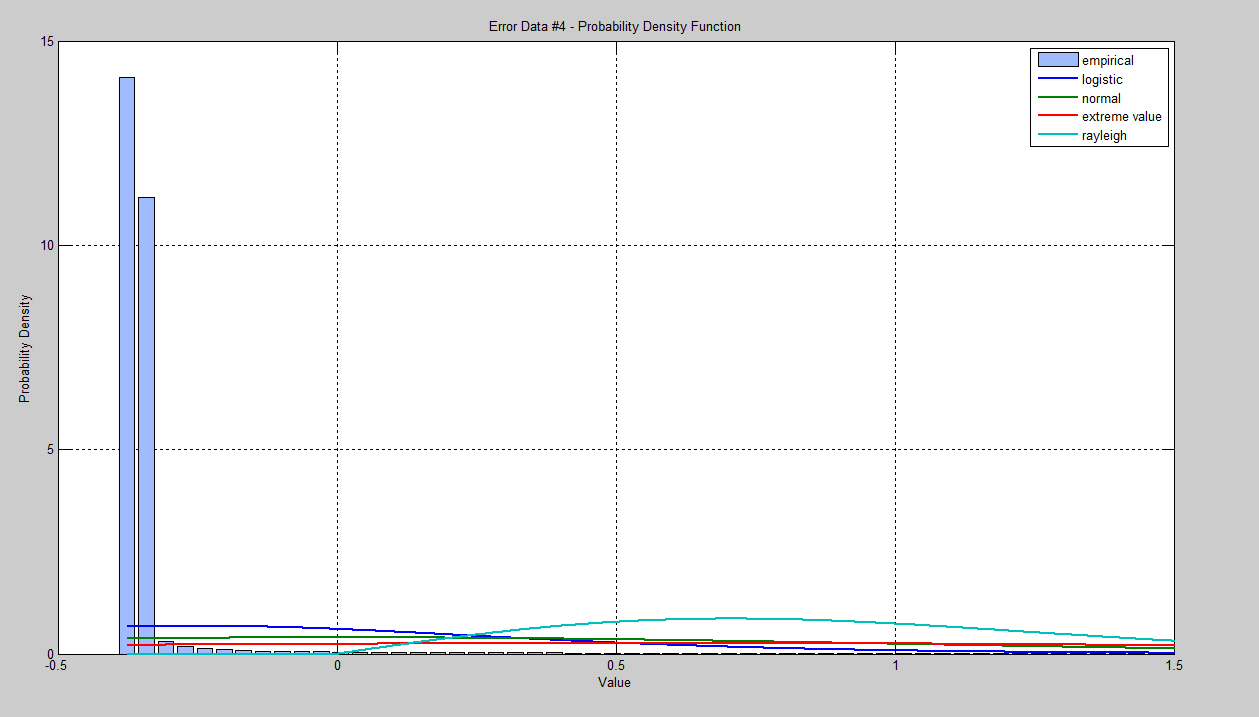 Error Data #4 - Probability Density Function
15
10
5
0
Probability Density
-0.5
0
0.5
1
1.5
Value
empirical
logistic
normal
extreme value
rayleigh